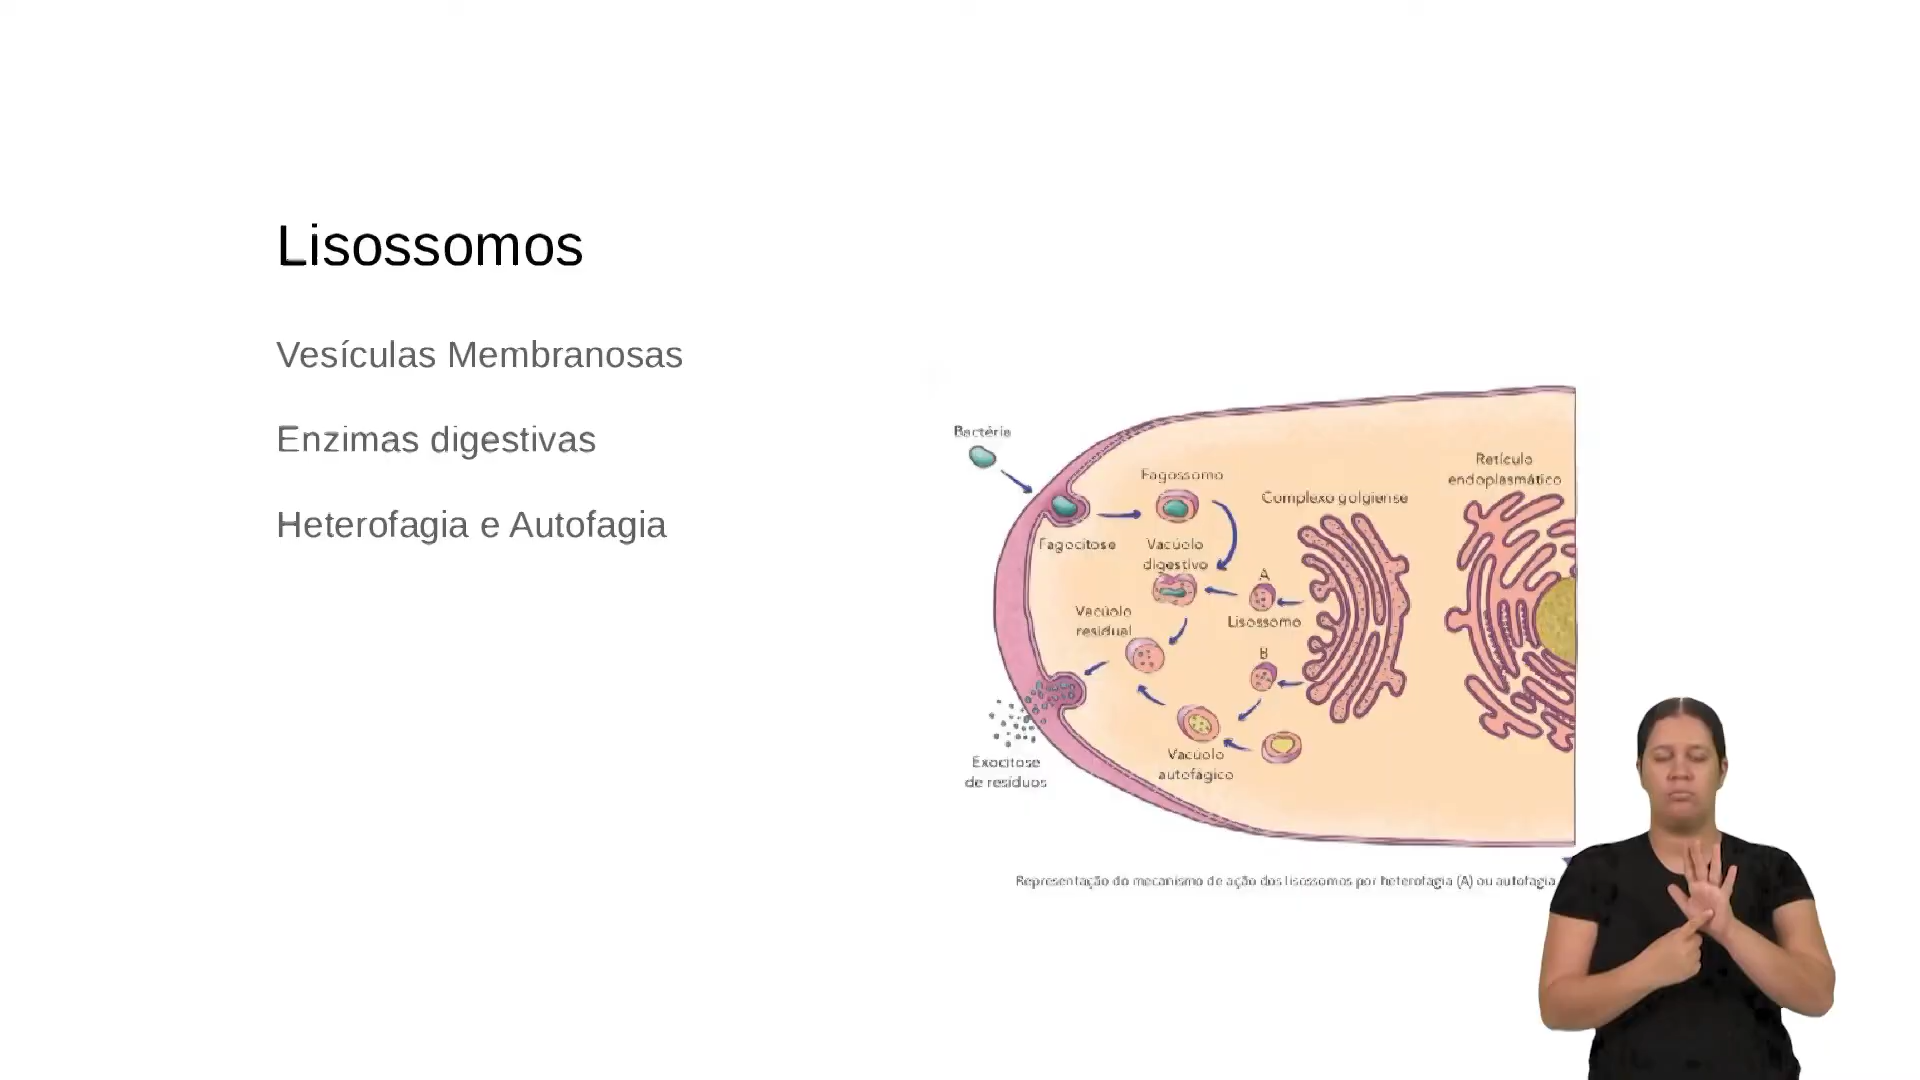 Lisossomos
Vesículas Membranosas
Enzimas digestivas
Heterofagia e Autofagia
Bactéria
Fagossomo
Retículo
endoplasmático
Complexo golgiense
Fagocitose
Vacúolo
digestivo
A
Lisossomo
Vacúolo
residual
B
Vacúolo
autofágico
Exocitose
de resíduos
Representação do mecanismo de ação dos lisossomos por heterofagia (A) ou autofagia